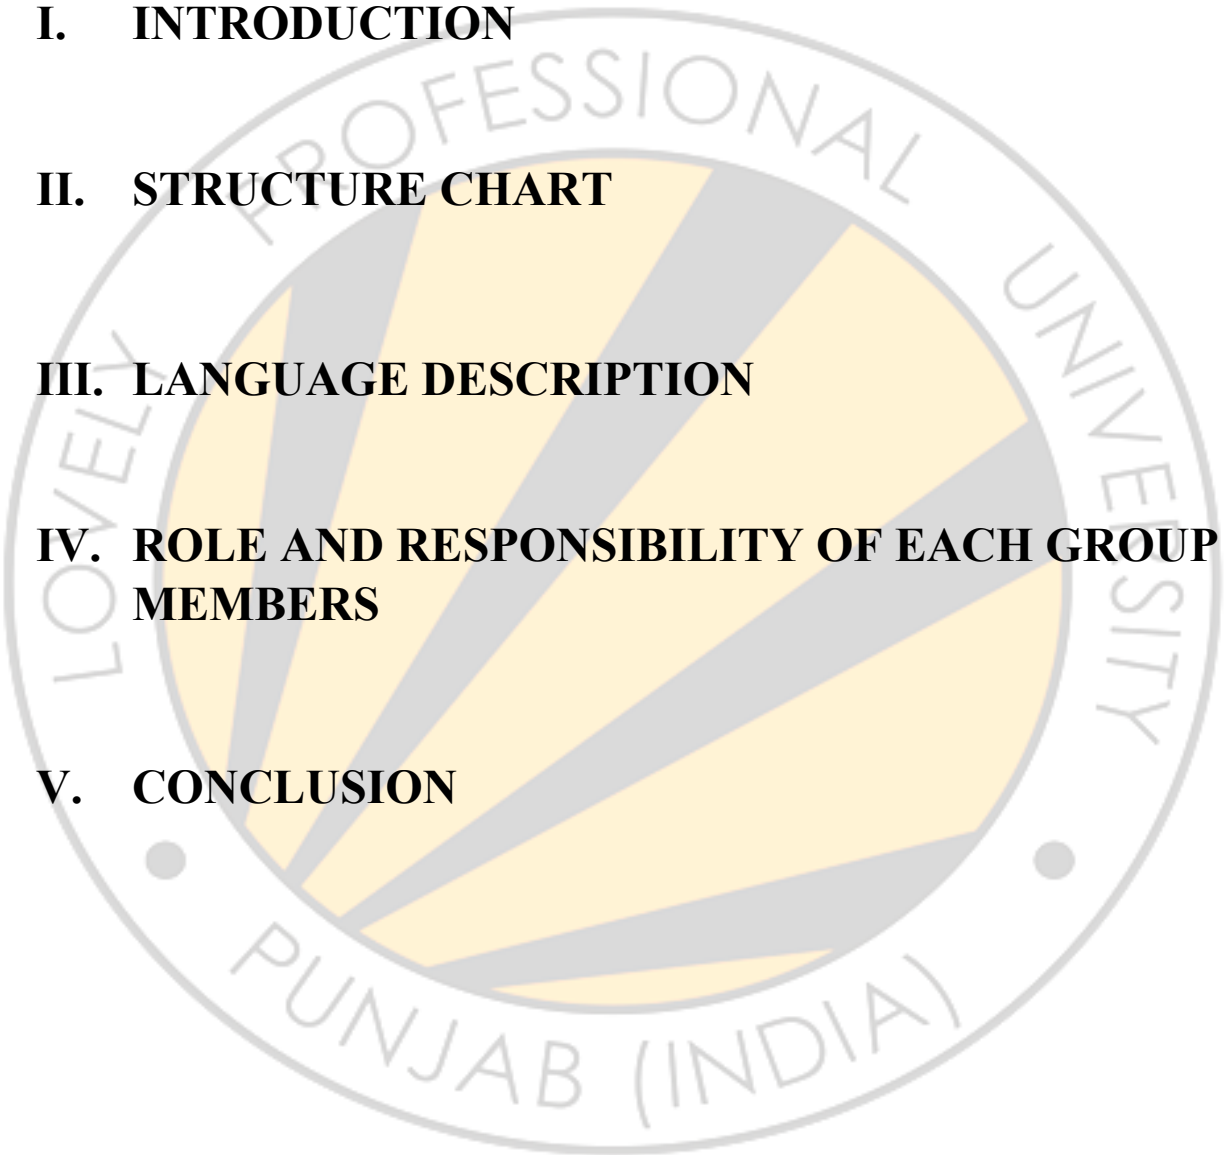 I. INTRODUCTION
II. STRUCTURE CHART
III. LANGUAGE DESCRIPTION
IV. ROLE AND RESPONSIBILITY OF EACH GROUP
MEMBERS
V. CONCLUSION
LOVELY PROFESSIONAL UNIVERSITY
PUNJAB (INDIA)